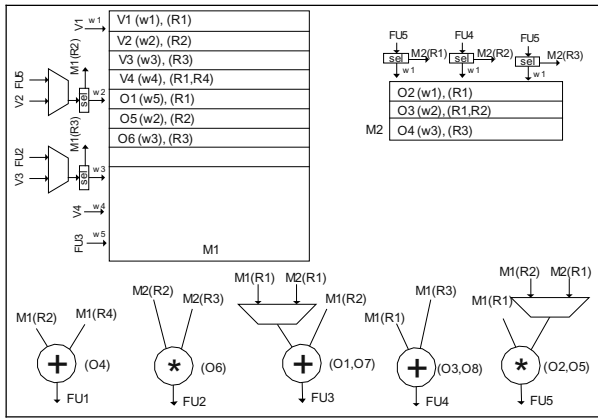 V1 w1
V1 (w1), (R1)
V2 (w2), (R2)
V3 (w3), (R3)
V4 (w4), (R1,R4)
O1 (w5), (R1)
O5 (w2), (R2)
O6 (w3), (R3)
M1
FU5
V2
sel
M1(R2)
w2
FU2
V3
sel
M1(R3)
w3
V4 w4
FU3 w5
FU5
sel
M2(R1)
w1
FU4
sel
M2(R2)
w1
FU5
sel
M2(R3)
w1
O2 (w1), (R1)
O3 (w2), (R1,R2)
O4 (w3), (R3)
M2
M1(R2) M1(R4)
+ (O4)
FU1
M2(R2) M2(R3)
* (O6)
FU2
M1(R1) M2(R1)
M1(R2)
+ (O1,O7)
FU3
M1(R1) M1(R3)
+ (O3,O8)
FU4
M1(R2) M2(R1)
M1(R1)
* (O2,O5)
FU5